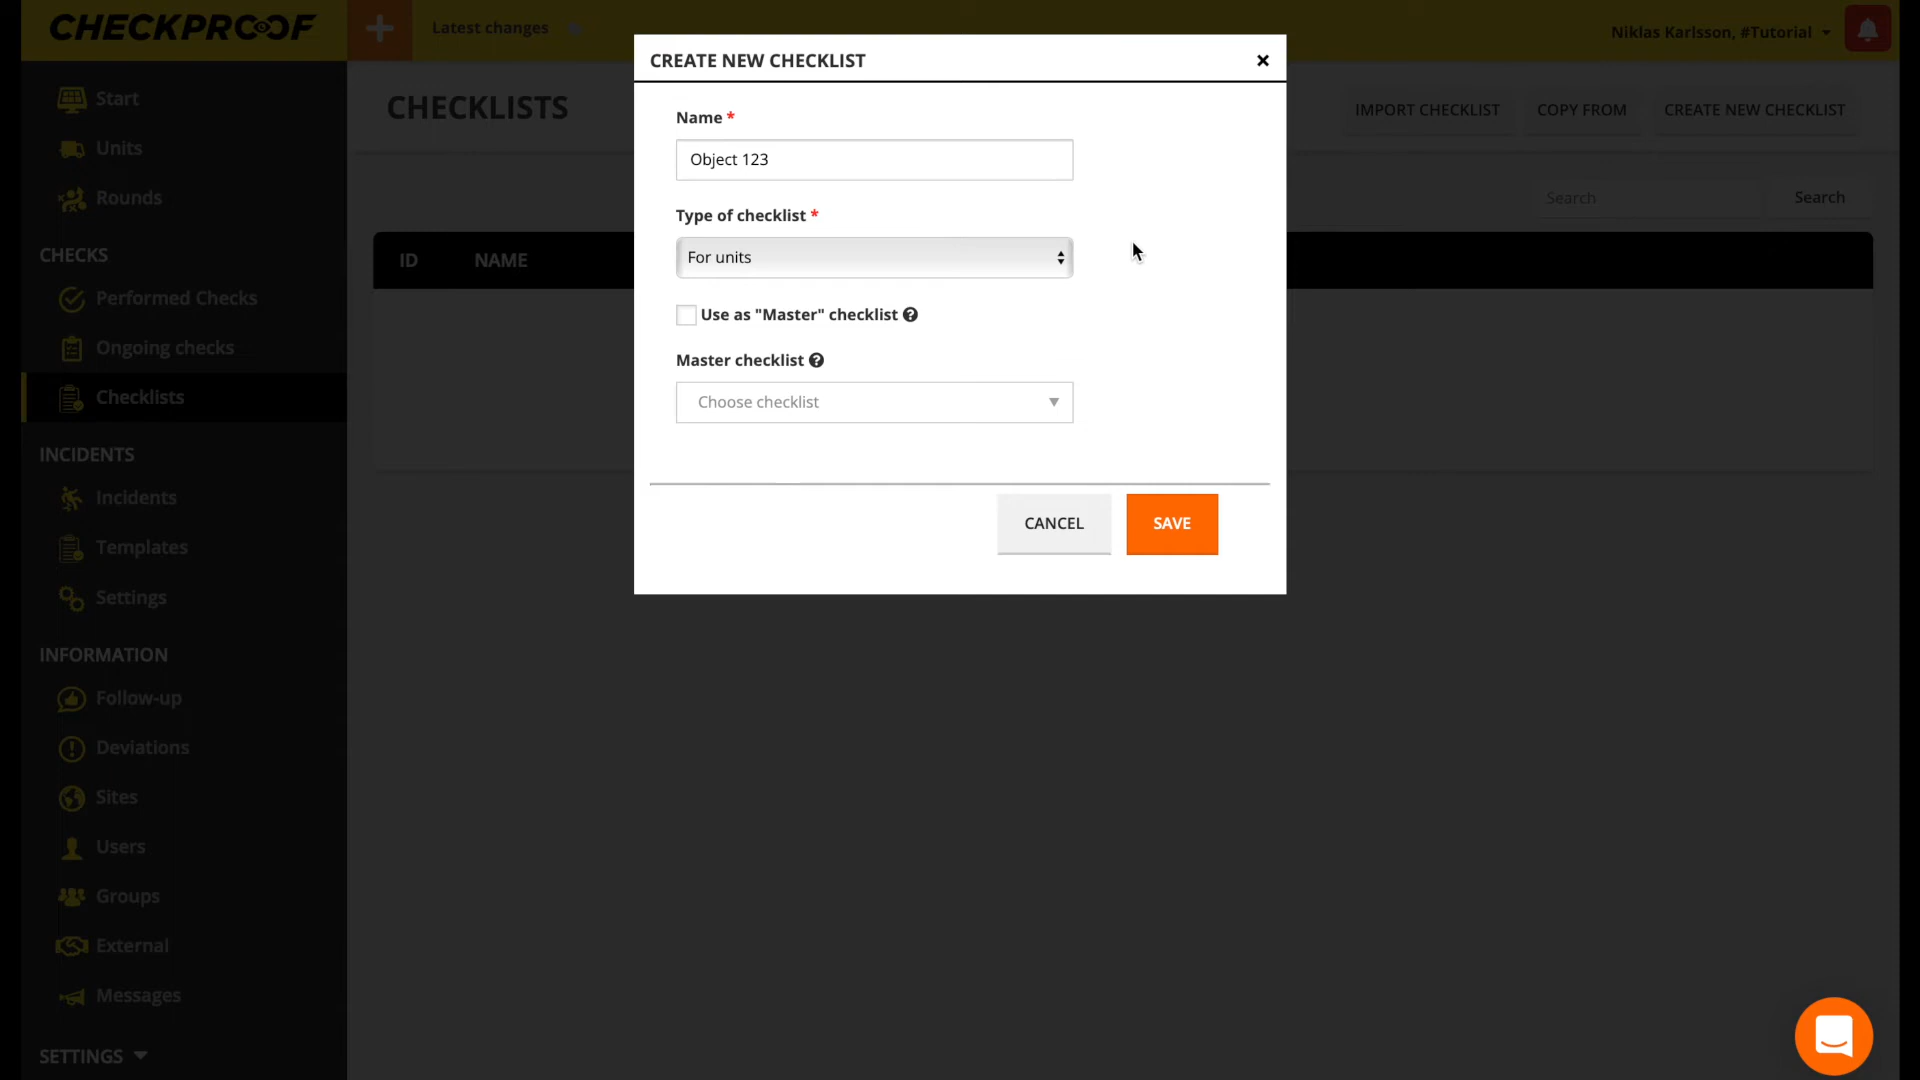 CHECKPROOF
Latest changes
Niklas Karlsson, #Tutorial
Start
Units
Rounds
CHECKS
Performed Checks
Ongoing checks
Checklists
INCIDENTS
Incidents
Templates
Settings
INFORMATION
Follow-up
Deviations
Sites
Users
Groups
External
Messages
SETTINGS
CHECKLISTS
IMPORT CHECKLIST
COPY FROM
CREATE NEW CHECKLIST
Search
Search
ID
NAME
CREATE NEW CHECKLIST
Name *
Object 123
Type of checklist *
For units
Use as "Master" checklist
Master checklist
Choose checklist
CANCEL
SAVE